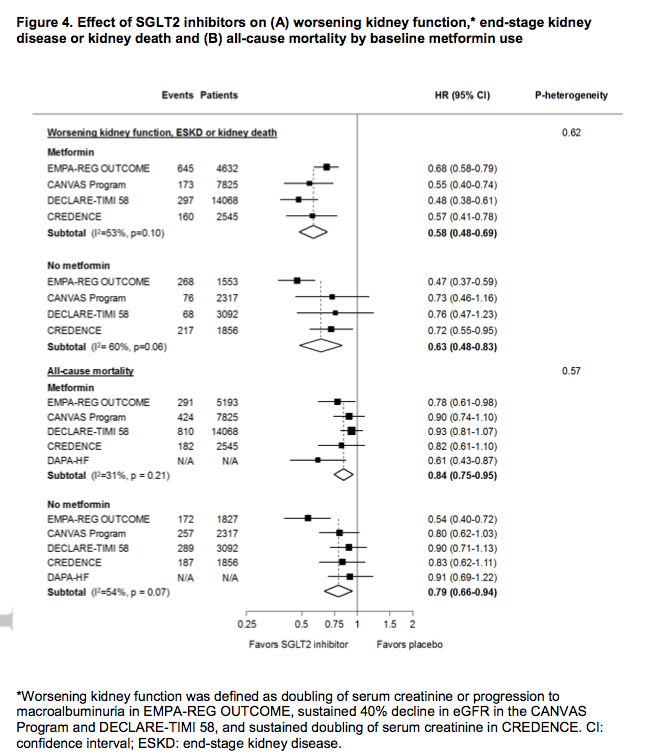 Figure 4. Effect of SGLT2 inhibitors on (A) worsening kidney function,* end-stage kidney
disease or kidney death and (B) all-cause mortality by baseline metformin use
Events Patients HR (95% CI) P-heterogeneity
Worsening kidney function, ESKD or kidney death 0.62
Metformin
EMPA-REG OUTCOME 645 4632 0.68 (0.58-0.79)
CANVAS Program 173 7825 0.55 (0.40-0.74)
DECLARE-TIMI 58 297 14068 0.48 (0.38-0.61)
CREDENCE 160 2545 0.57 (0.41-0.78)
Subtotal (I²=53%, p=0.10) 0.58 (0.48-0.69)
No metformin
EMPA-REG OUTCOME 268 1553 0.47 (0.37-0.59)
CANVAS Program 76 2317 0.73 (0.46-1.16)
DECLARE-TIMI 58 68 3092 0.76 (0.47-1.23)
CREDENCE 217 1856 0.72 (0.55-0.95)
Subtotal (I²= 60%, p=0.06) 0.63 (0.48-0.83)
All-cause mortality 0.57
Metformin
EMPA-REG OUTCOME 291 5193 0.78 (0.61-0.98)
CANVAS Program 424 7825 0.90 (0.74-1.10)
DECLARE-TIMI 58 810 14068 0.93 (0.81-1.07)
CREDENCE 182 2545 0.82 (0.61-1.10)
DAPA-HF N/A N/A 0.61 (0.43-0.87)
Subtotal (I²=31%, p = 0.21) 0.84 (0.75-0.95)
No metformin
EMPA-REG OUTCOME 172 1827 0.54 (0.40-0.72)
CANVAS Program 257 2317 0.80 (0.62-1.03)
DECLARE-TIMI 58 289 3092 0.90 (0.71-1.13)
CREDENCE 187 1856 0.83 (0.62-1.11)
DAPA-HF N/A N/A 0.91 (0.69-1.22)
Subtotal (I²=54%, p = 0.07) 0.79 (0.66-0.94)
0.25 0.5 0.75 1 1.5 2
Favors SGLT2 inhibitor Favors placebo
*Worsening kidney function was defined as doubling of serum creatinine or progression to
macroalbuminuria in EMPA-REG OUTCOME, sustained 40% decline in eGFR in the CANVAS
Program and DECLARE-TIMI 58, and sustained doubling of serum creatinine in CREDENCE. CI:
confidence interval; ESKD: end-stage kidney disease.